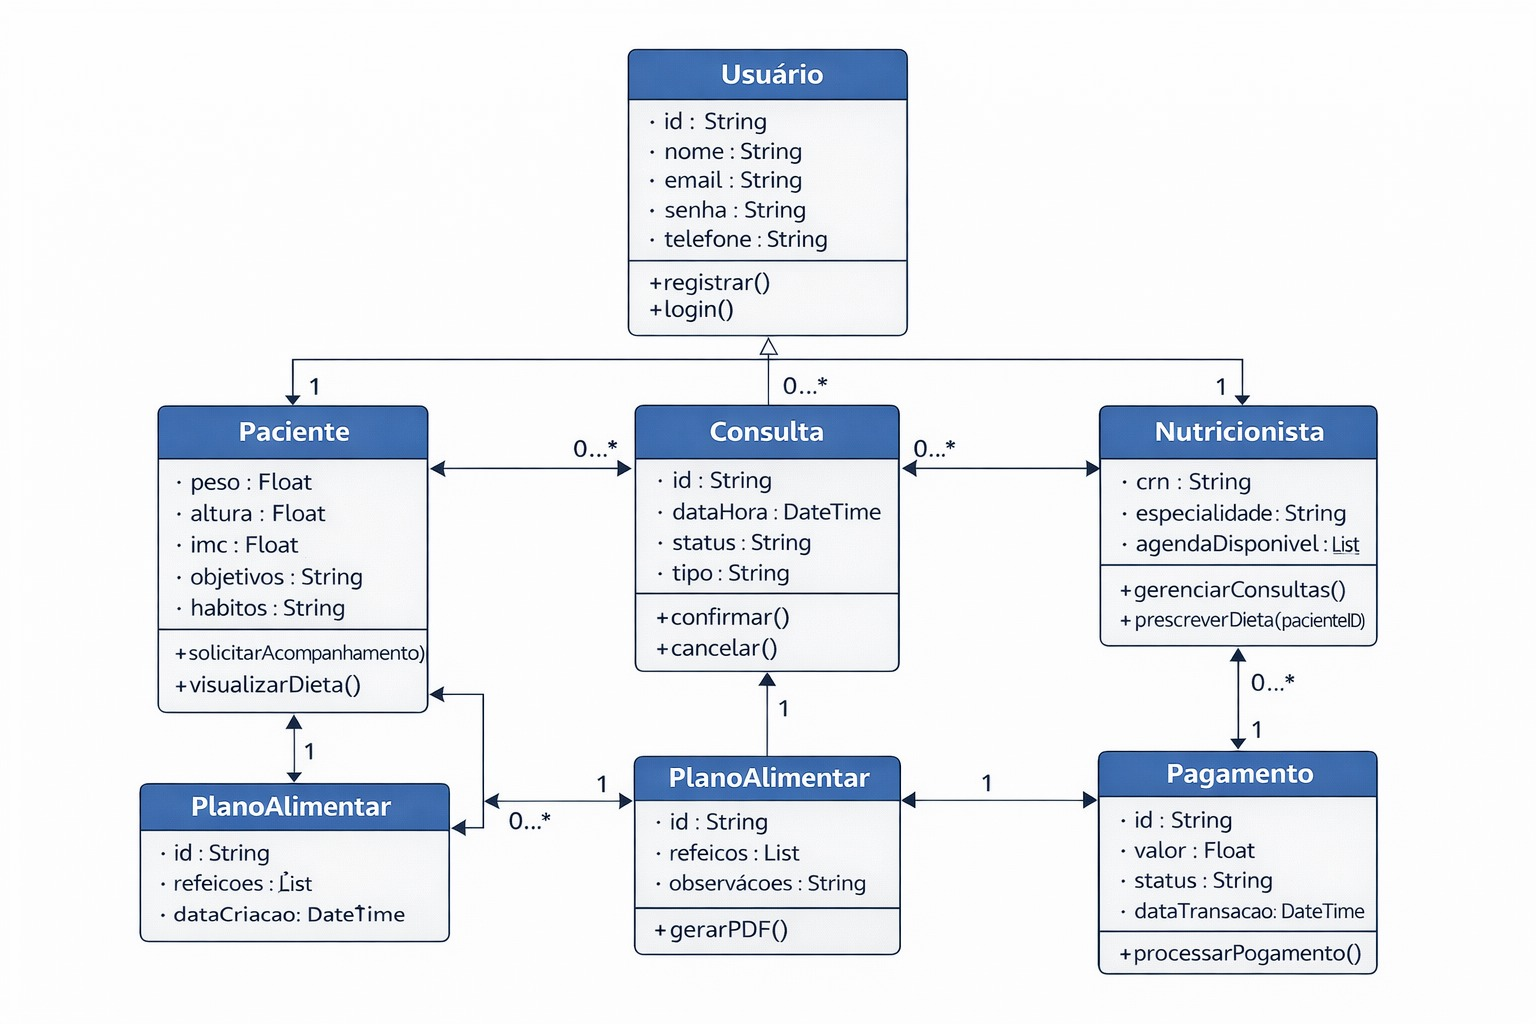 Usuário
· id : String
· nome : String
· email : String
· senha : String
· telefone : String
+registrar()
+login()
1
0...*
1
Paciente
· peso : Float
· altura : Float
· imc : Float
· objetivos : String
· habitos : String
+solicitarAcompanhamento)
+visualizarDieta()
0...*
Consulta
· id : String
· dataHora : DateTime
· status : String
· tipo : String
+confirmar()
+cancelar()
0...*
Nutricionista
· crn : String
· especialidade : String
· agendaDisponivel : List
+gerenciarConsultas()
+prescreverDieta(pacienteID)
1
1
0...*
1
PlanoAlimentar
· id : String
· refeicoes : List
· dataCriacao: DateTime
1
0...*
PlanoAlimentar
· id : String
· refeicos : List
· observácoes : String
+gerarPDF()
1
Pagamento
· id : String
· valor : Float
· status : String
· dataTransacao: DateTime
+processarPogamento()